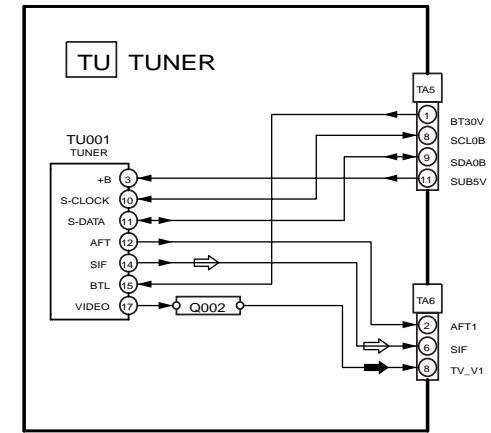 TU TUNER
TA5
1 BT30V
8 SCL0B
9 SDA0B
11 SUB5V
TU001
TUNER
+B 3
S-CLOCK 10
S-DATA 11
AFT 12
SIF 14
BTL 15
VIDEO 17
Q002
TA6
2 AFT1
6 SIF
8 TV_V1